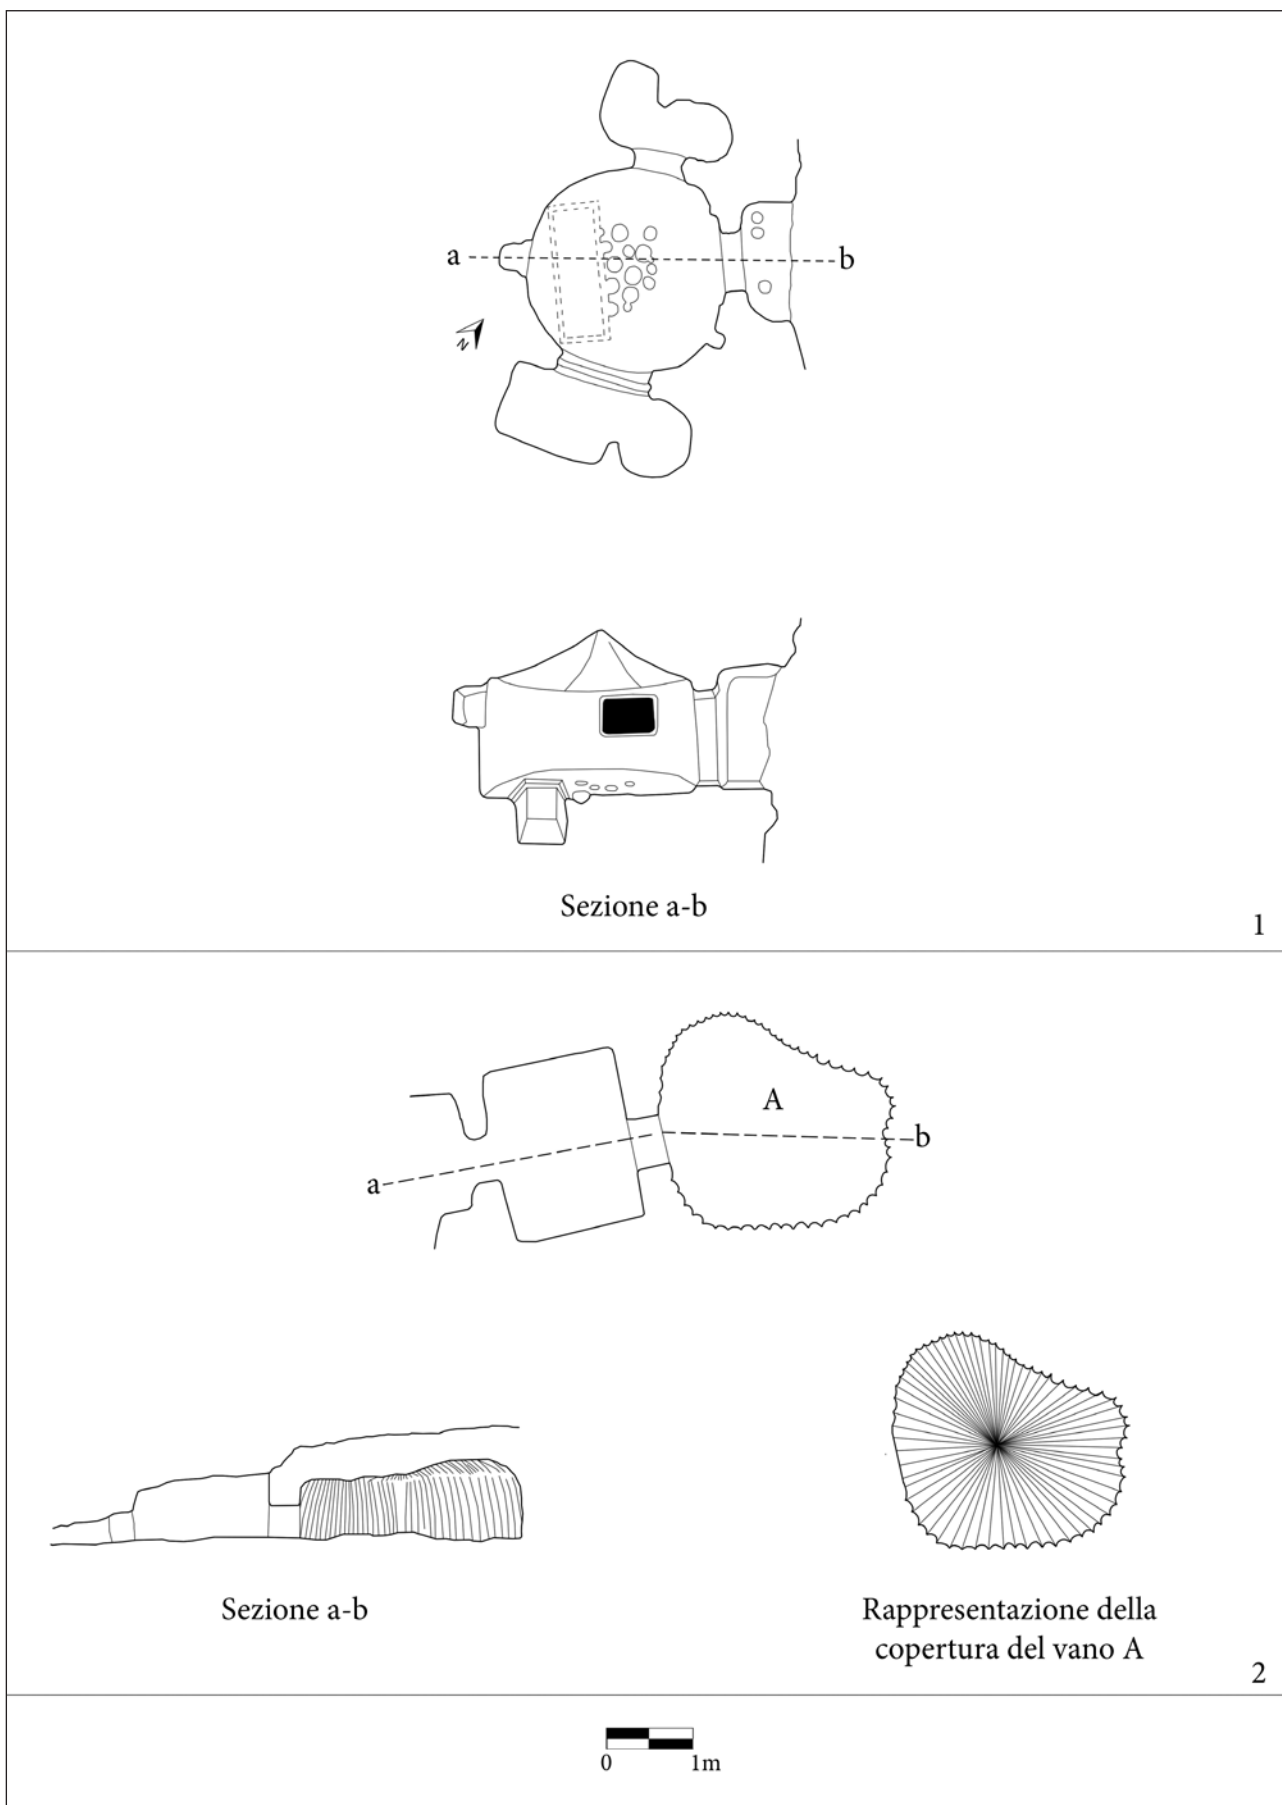 a
b
N
Sezione a-b
1
A
a
b
Sezione a-b
Rappresentazione della
copertura del vano A
2
0 1m